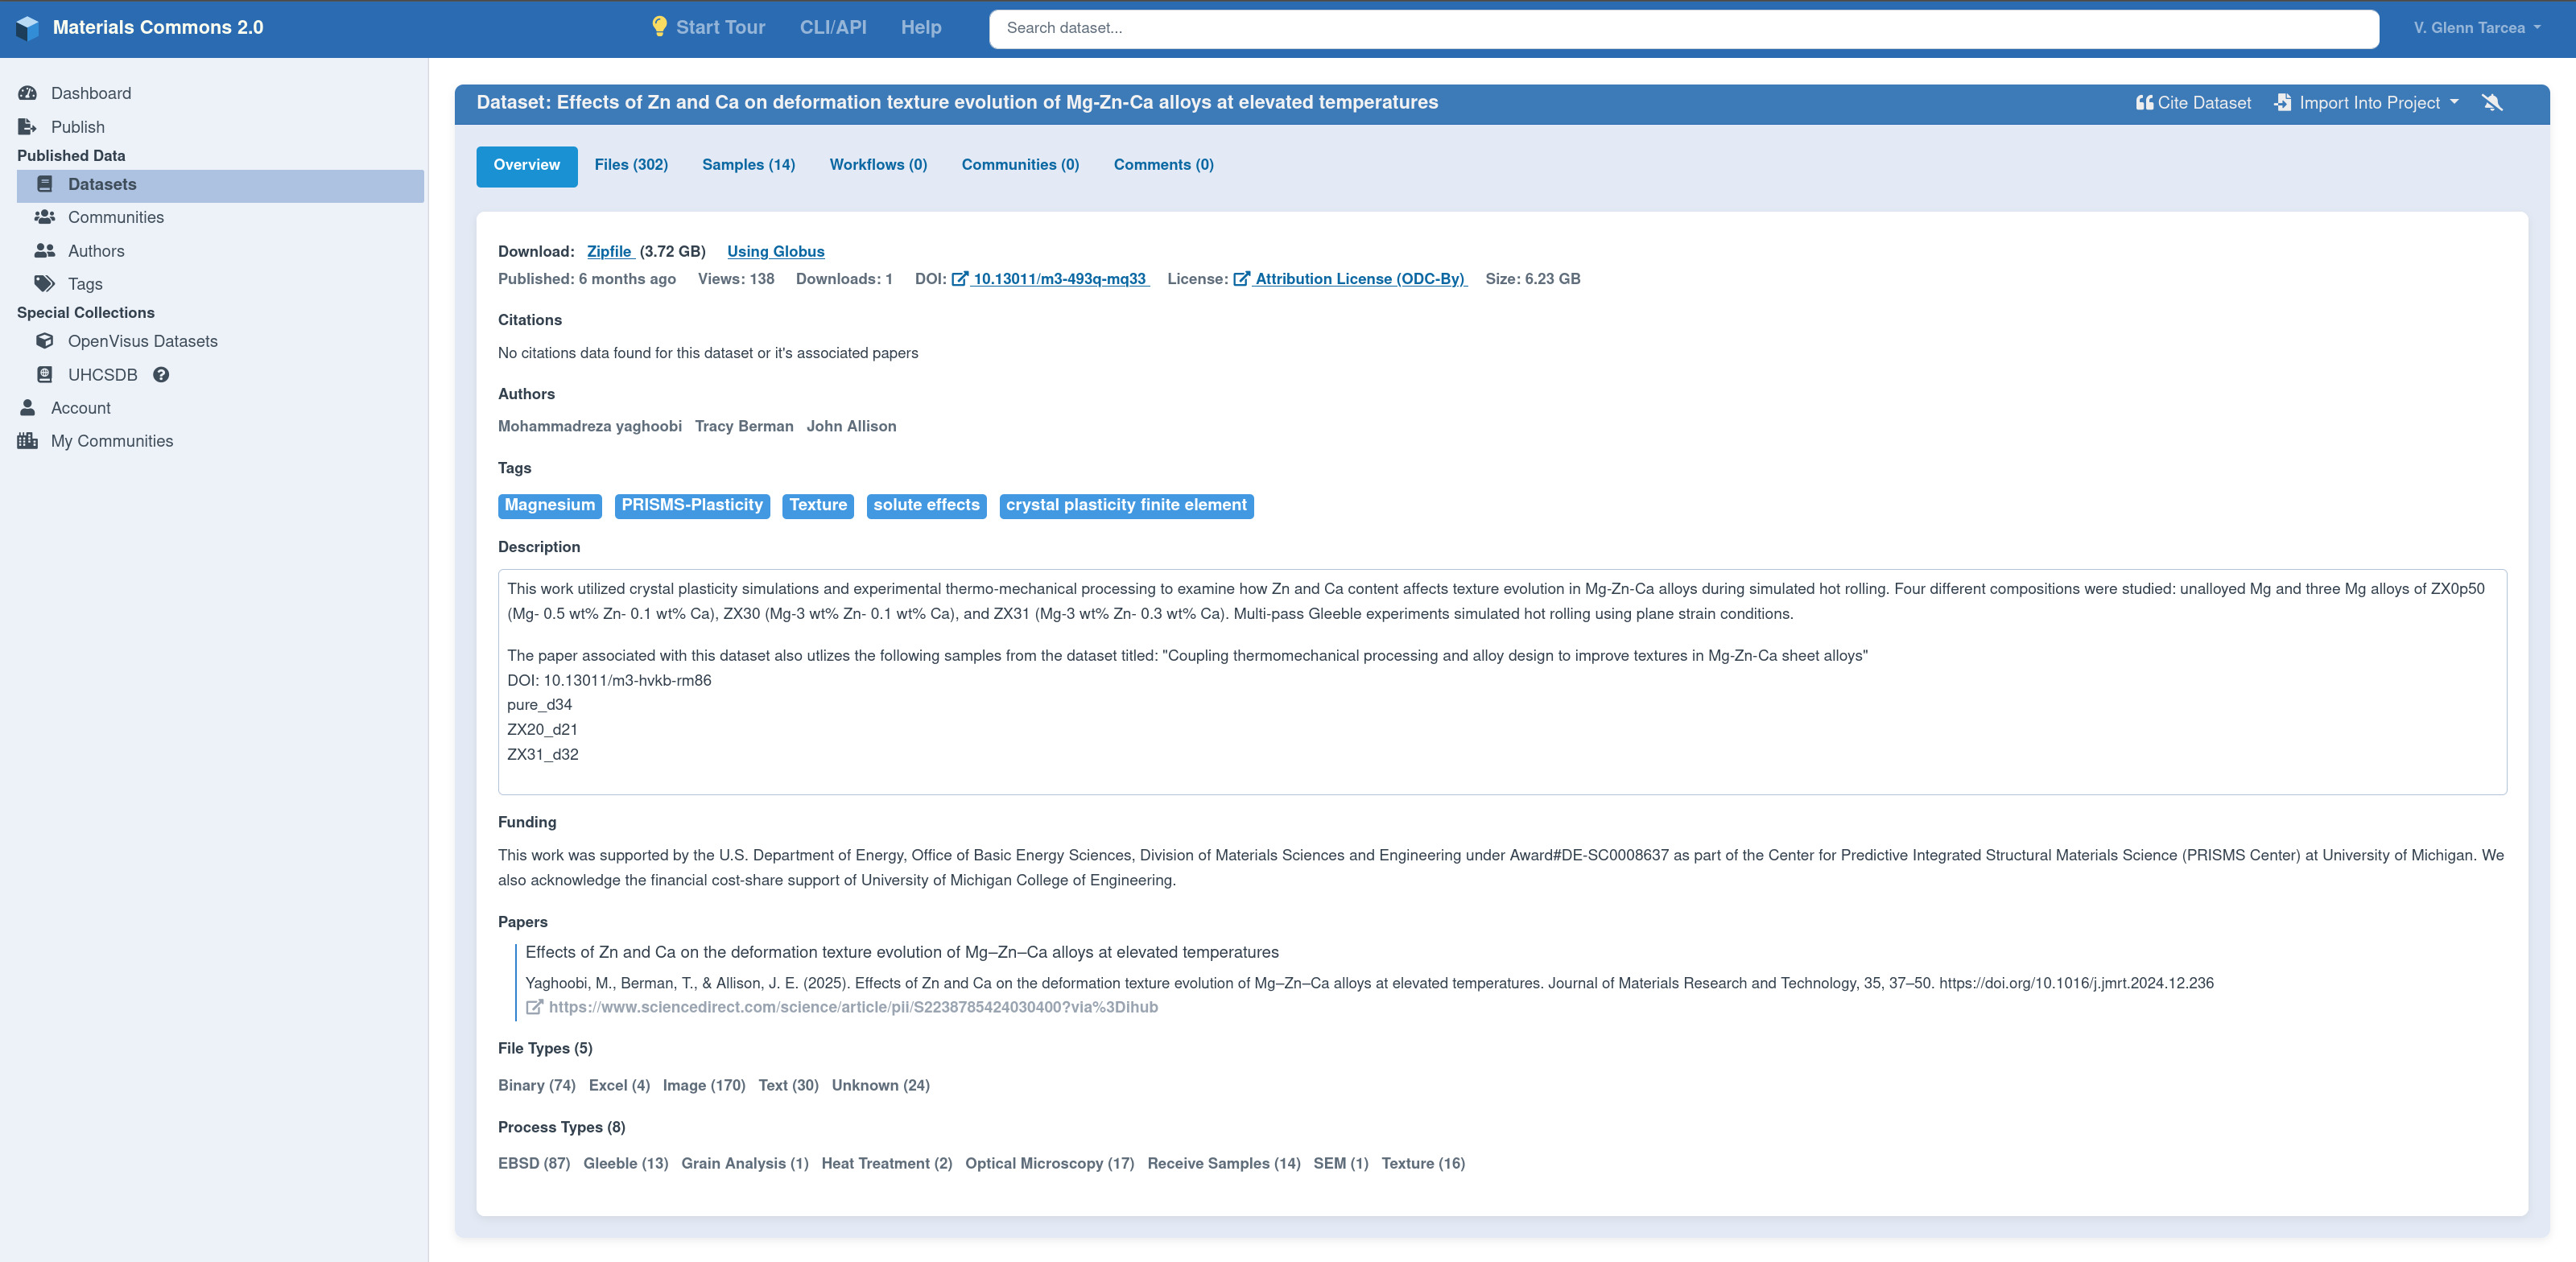 Materials Commons 2.0
Start Tour
CLI/API
Help
Search dataset...
V. Glenn Tarcea
Dashboard
Publish
Published Data
Datasets
Communities
Authors
Tags
Special Collections
OpenVisus Datasets
UHCSDB
Account
My Communities
Dataset: Effects of Zn and Ca on deformation texture evolution of Mg-Zn-Ca alloys at elevated temperatures
Cite Dataset
Import Into Project
Overview
Files (302)
Samples (14)
Workflows (0)
Communities (0)
Comments (0)
Download: Zipfile (3.72 GB) Using Globus
Published: 6 months ago Views: 138 Downloads: 1 DOI: 10.13011/m3-493q-mq33 License: Attribution License (ODC-By) Size: 6.23 GB
Citations
No citations data found for this dataset or it's associated papers
Authors
Mohammadreza yaghoobi Tracy Berman John Allison
Tags
Magnesium PRISMS-Plasticity Texture solute effects crystal plasticity finite element
Description
This work utilized crystal plasticity simulations and experimental thermo-mechanical processing to examine how Zn and Ca content affects texture evolution in Mg-Zn-Ca alloys during simulated hot rolling. Four different compositions were studied: unalloyed Mg and three Mg alloys of ZX0p50
(Mg- 0.5 wt% Zn- 0.1 wt% Ca), ZX30 (Mg-3 wt% Zn- 0.1 wt% Ca), and ZX31 (Mg-3 wt% Zn- 0.3 wt% Ca). Multi-pass Gleeble experiments simulated hot rolling using plane strain conditions.
The paper associated with this dataset also utlizes the following samples from the dataset titled: "Coupling thermomechanical processing and alloy design to improve textures in Mg-Zn-Ca sheet alloys"
DOI: 10.13011/m3-hvkb-rm86
pure_d34
ZX20_d21
ZX31_d32
Funding
This work was supported by the U.S. Department of Energy, Office of Basic Energy Sciences, Division of Materials Sciences and Engineering under Award#DE-SC0008637 as part of the Center for Predictive Integrated Structural Materials Science (PRISMS Center) at University of Michigan. We
also acknowledge the financial cost-share support of University of Michigan College of Engineering.
Papers
Effects of Zn and Ca on the deformation texture evolution of Mg–Zn–Ca alloys at elevated temperatures
Yaghoobi, M., Berman, T., & Allison, J. E. (2025). Effects of Zn and Ca on the deformation texture evolution of Mg–Zn–Ca alloys at elevated temperatures. Journal of Materials Research and Technology, 35, 37–50. https://doi.org/10.1016/j.jmrt.2024.12.236
https://www.sciencedirect.com/science/article/pii/S2238785424030400?via%3Dihub
File Types (5)
Binary (74) Excel (4) Image (170) Text (30) Unknown (24)
Process Types (8)
EBSD (87) Gleeble (13) Grain Analysis (1) Heat Treatment (2) Optical Microscopy (17) Receive Samples (14) SEM (1) Texture (16)